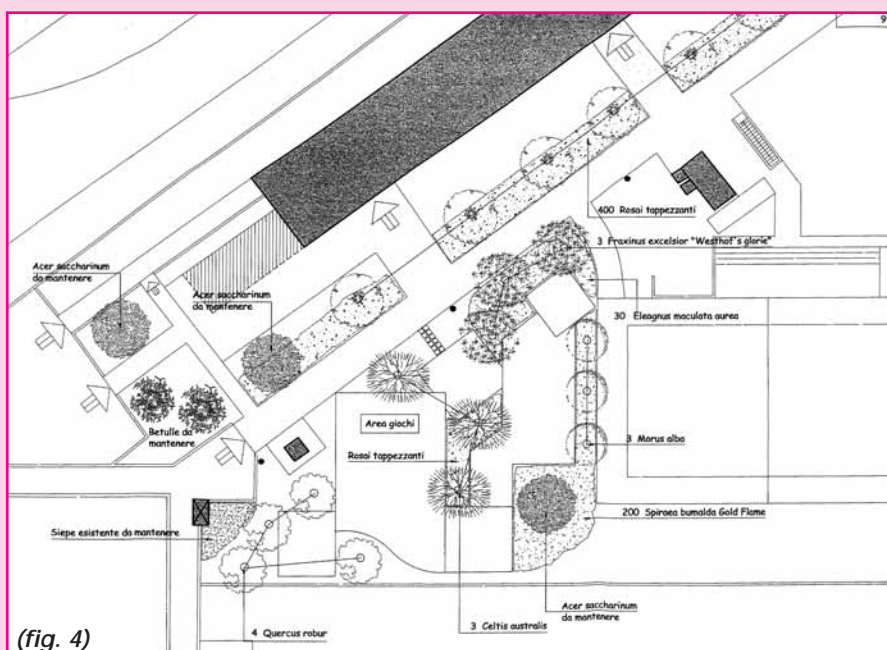 9
400 Rosai tappezzanti
3 Fraxinus excelsior "Westhof's glorie"
Acer saccharinum
da mantenere
Acer saccharinum
da mantenere
30 Eleagnus maculata aurea
Area giochi
Betulle da
mantenere
3 Morus alba
Rosai tappezzanti
200 Spiraea bumalda Gold Flame
Siepe esistente da mantenere
Acer saccharinum
da mantenere
3 Celtis australis
4 Quercus robur
(fig. 4)